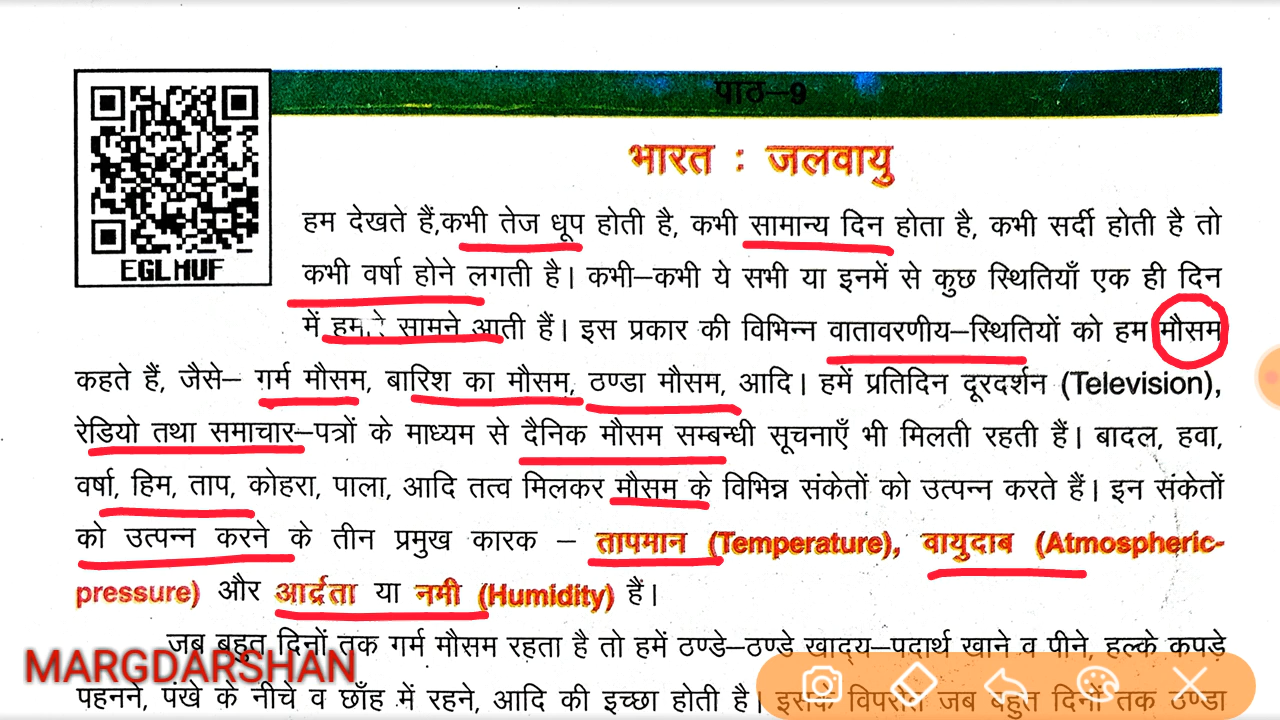 पाठ–9
भारत : जलवायु
EGLMUF
हम देखते हैं,कभी तेज धूप होती है, कभी सामान्य दिन होता है, कभी सर्दी होती है तो
कभी वर्षा होने लगती है। कभी–कभी ये सभी या इनमें से कुछ स्थितियाँ एक ही दिन
में हमारे सामने आती हैं। इस प्रकार की विभिन्न वातावरणीय–स्थितियों को हम मौसम
कहते हैं, जैसे– गर्म मौसम, बारिश का मौसम, ठण्डा मौसम, आदि। हमें प्रतिदिन दूरदर्शन (Television),
रेडियो तथा समाचार–पत्रों के माध्यम से दैनिक मौसम सम्बन्धी सूचनाएँ भी मिलती रहती हैं। बादल, हवा,
वर्षा, हिम, ताप, कोहरा, पाला, आदि तत्व मिलकर मौसम के विभिन्न संकेतों को उत्पन्न करते हैं। इन संकेतों
को उत्पन्न करने के तीन प्रमुख कारक – तापमान (Temperature), वायुदाब (Atmospheric-
pressure) और आर्द्रता या नमी (Humidity) हैं।
जब बहुत दिनों तक गर्म मौसम रहता है तो हमें ठण्डे–ठण्डे खाद्य–पदार्थ खाने व पीने, हल्के कपड़े
MARGDARSHAN
पहनने, पंखे के नीचे व छाँह में रहने, आदि की इच्छा होती है। इसके विपरीत जब बहुत दिनों तक ठण्डा